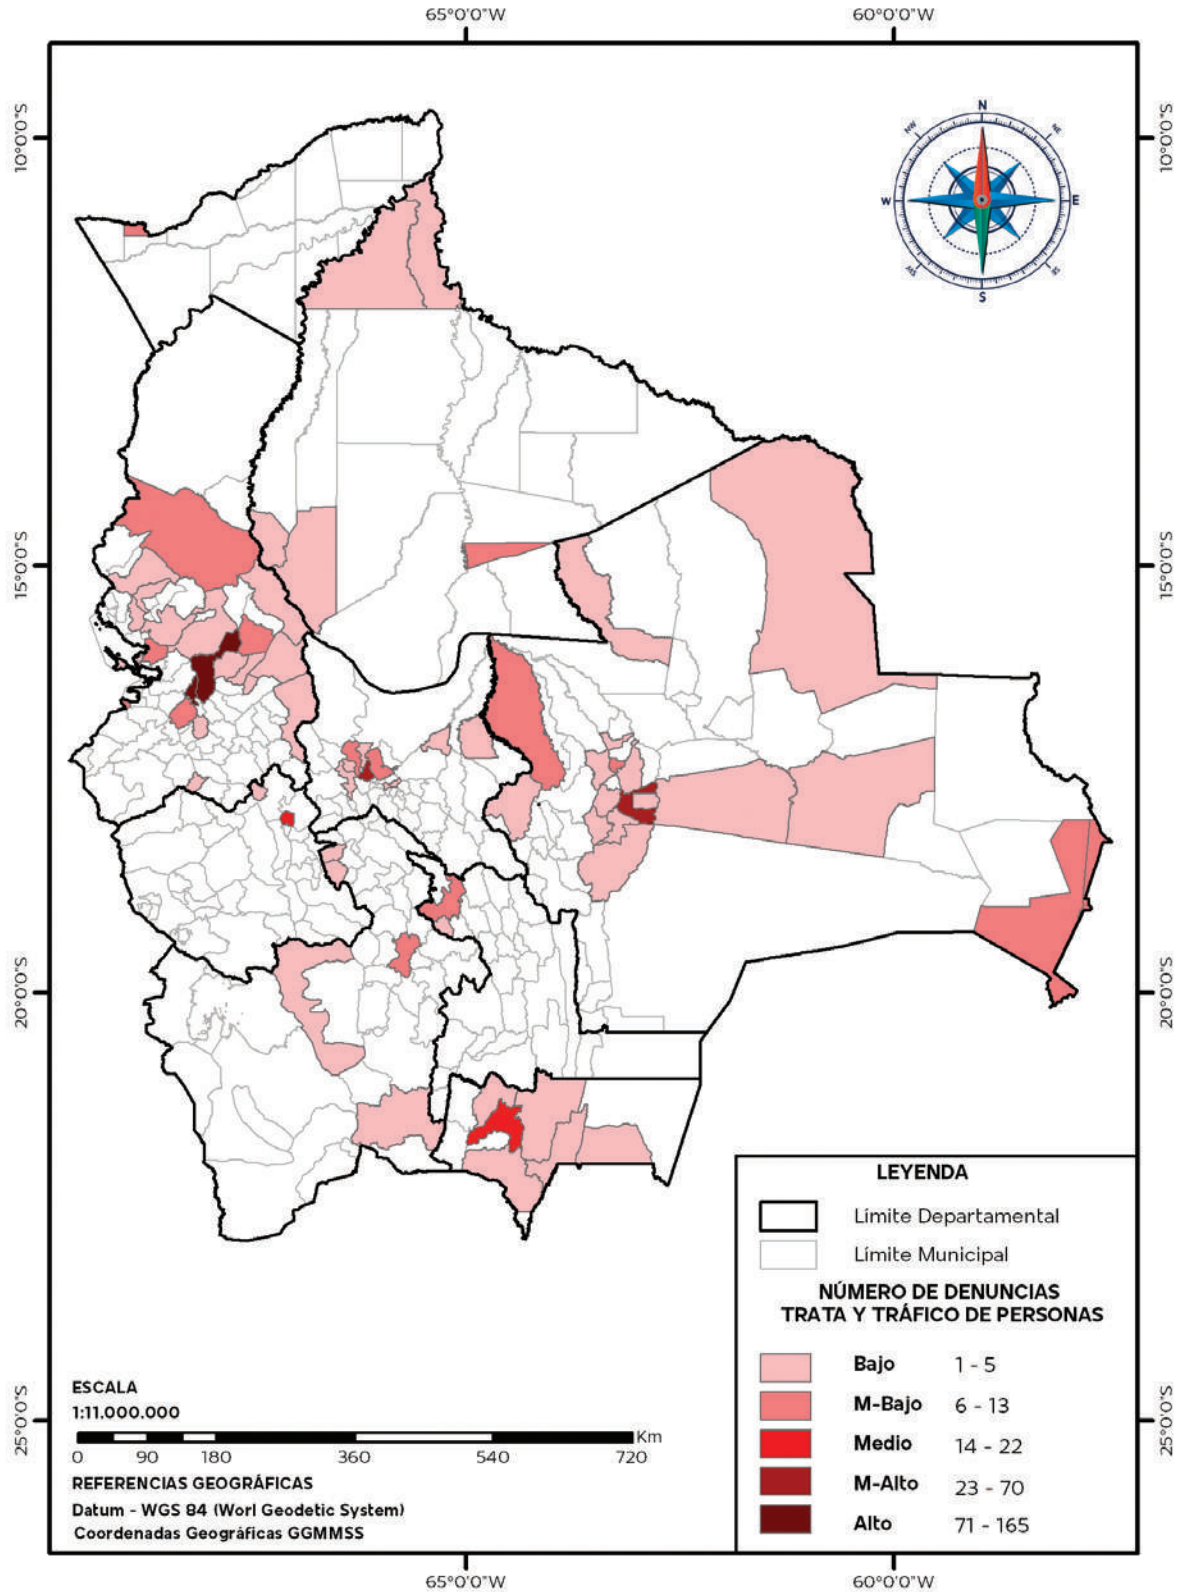 65°0'0"W 60°0'0"W
10°0'0"S 10°0'0"S
N
NW NE
W E
S
15°0'0"S 15°0'0"S
20°0'0"S 20°0'0"S
LEYENDA
Límite Departamental
Límite Municipal
NÚMERO DE DENUNCIAS
TRATA Y TRÁFICO DE PERSONAS
Bajo 1 - 5
M-Bajo 6 - 13
Medio 14 - 22
M-Alto 23 - 70
Alto 71 - 165
ESCALA
1:11.000.000
Km
0 90 180 360 540 720
REFERENCIAS GEOGRÁFICAS
Datum - WGS 84 (Worl Geodetic System)
Coordenadas Geográficas GGMMSS
25°0'0"S 25°0'0"S
65°0'0"W 60°0'0"W